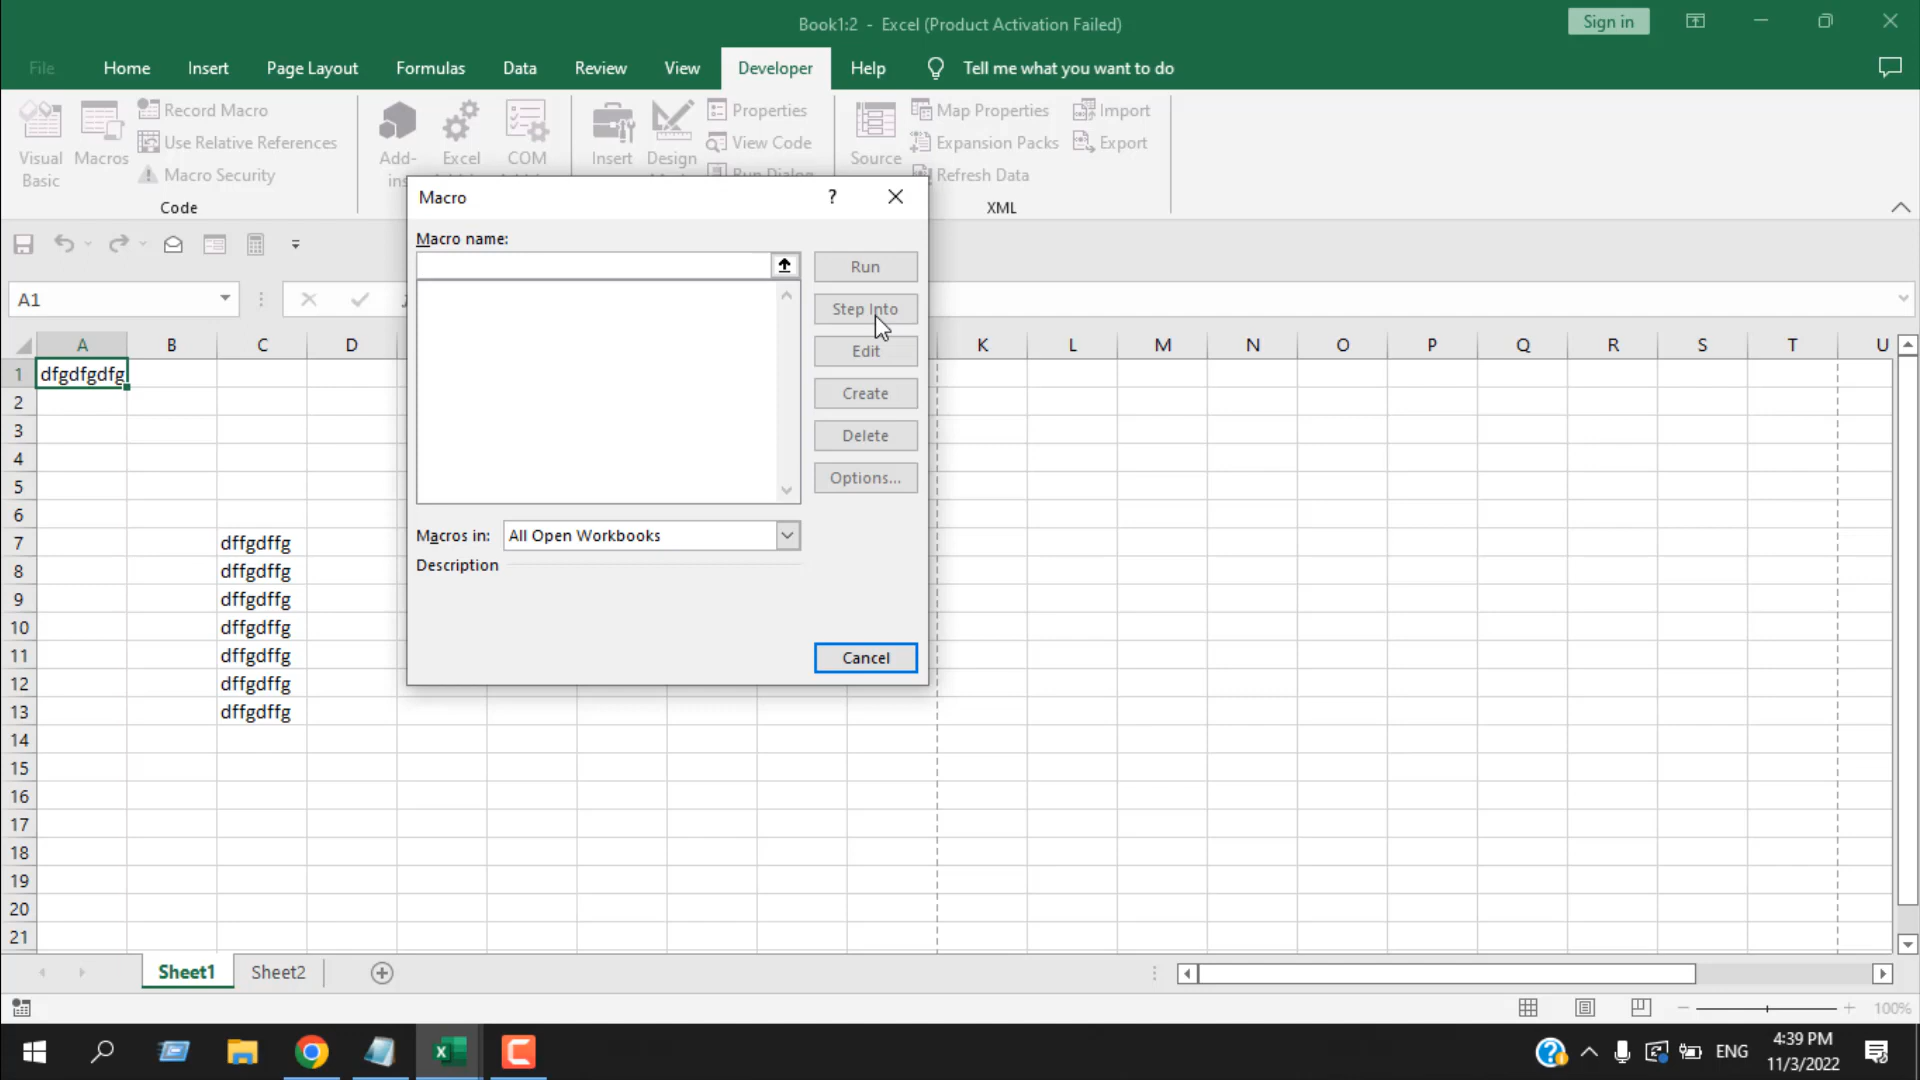 Book1:2 - Excel (Product Activation Failed)
Sign in
File Home Insert Page Layout Formulas Data Review View Developer Help Tell me what you want to do
Visual Basic
Macros
Record Macro
Use Relative References
Macro Security
Code
Add-ins
Excel
COM
Insert
Design
Properties
View Code
Run Dialog
Source
Map Properties
Expansion Packs
Refresh Data
Import
Export
XML
Macro
?
Macro name:
Run
Step Into
Edit
Create
Delete
Options...
Macros in: All Open Workbooks
Description
Cancel
A1
A B C D K L M N O P Q R S T U
1 dfgdfgdfg
2
3
4
5
6
7 dffgdffg
8 dffgdffg
9 dffgdffg
10 dffgdffg
11 dffgdffg
12 dffgdffg
13 dffgdffg
14
15
16
17
18
19
20
21
Sheet1 Sheet2
100%
ENG
4:39 PM
11/3/2022